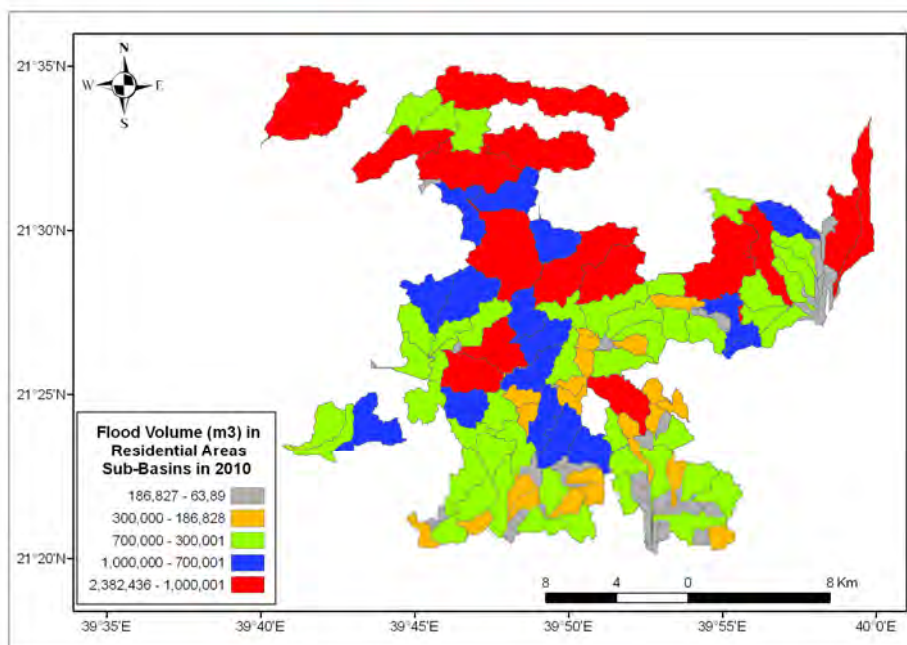 N
W E
S
21°35'N
21°30'N
21°25'N
21°20'N
Flood Volume (m3) in
Residential Areas
Sub-Basins in 2010
186,827 - 63,89
300,000 - 186,828
700,000 - 300,001
1,000,000 - 700,001
2,382,436 - 1,000,001
8 4 0 8 Km
39°35'E 39°40'E 39°45'E 39°50'E 39°55'E 40°0'E